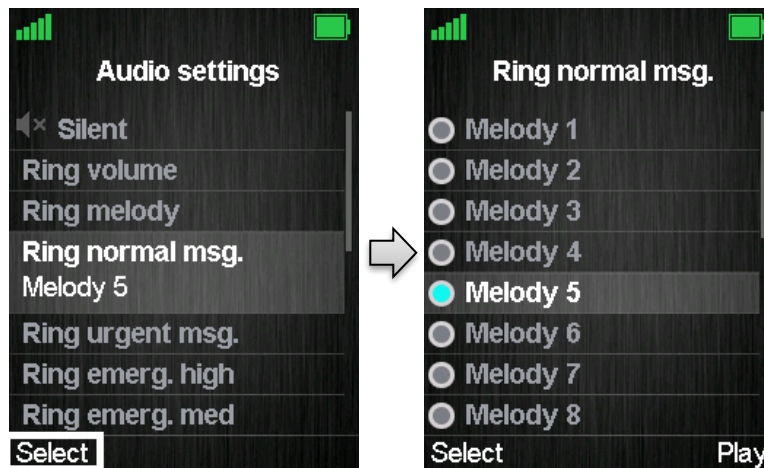 Audio settings
Silent
Ring volume
Ring melody
Ring normal msg.
Melody 5
Ring urgent msg.
Ring emerg. high
Ring emerg. med
Select
Ring normal msg.
Melody 1
Melody 2
Melody 3
Melody 4
Melody 5
Melody 6
Melody 7
Melody 8
Select Play